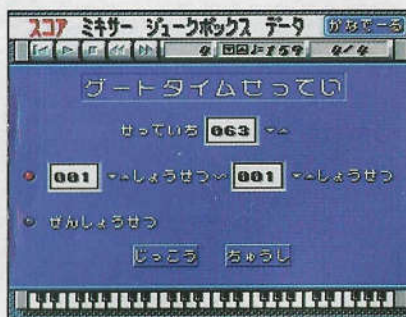 スコア ミキサー ジュークボックス データ かなでーる
4 ♩=159 4/4
ゲートタイムせってい
せっていち 063
001 しょうせつ〜 001 しょうせつ
ぜんしょうせつ
じっこう ちゅうし